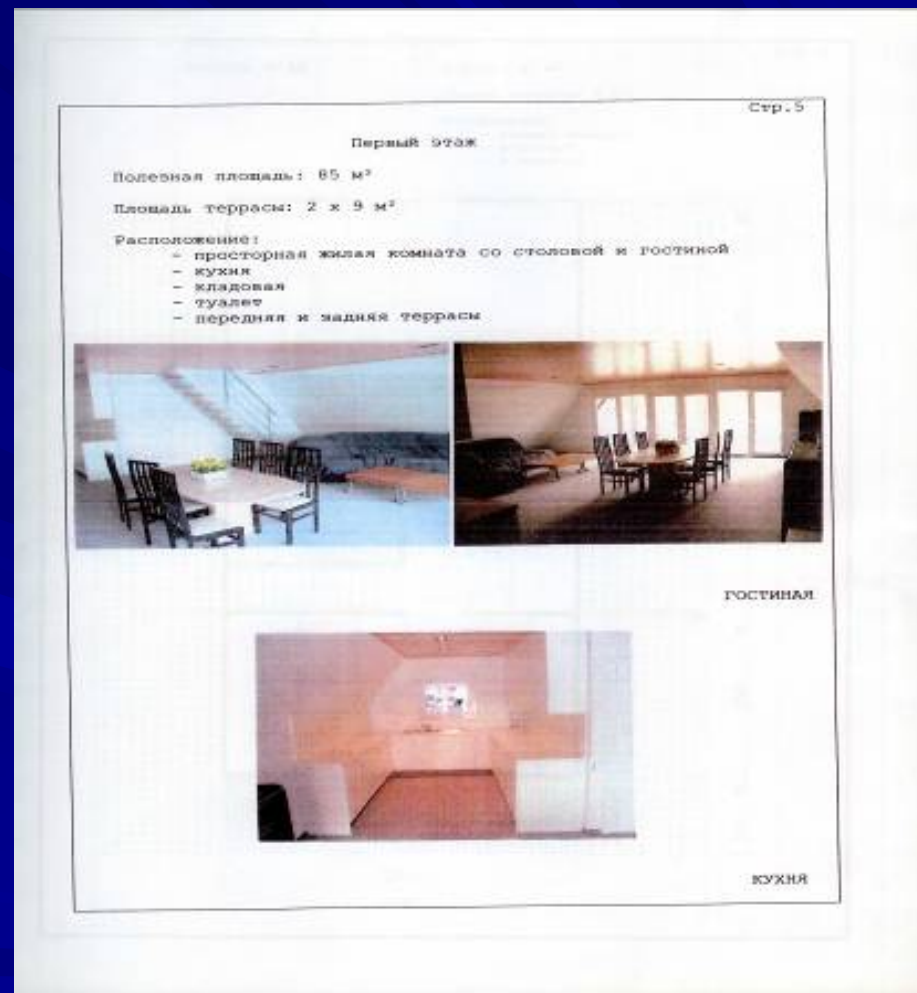 Стр.5
Первый этаж
Полезная площадь: 85 м²
Площадь террасы: 2 x 9 м²
Расположение:
- просторная жилая комната со столовой и гостиной
- кухня
- кладовая
- туалет
- передняя и задняя террасы
ГОСТИНАЯ
КУХНЯ